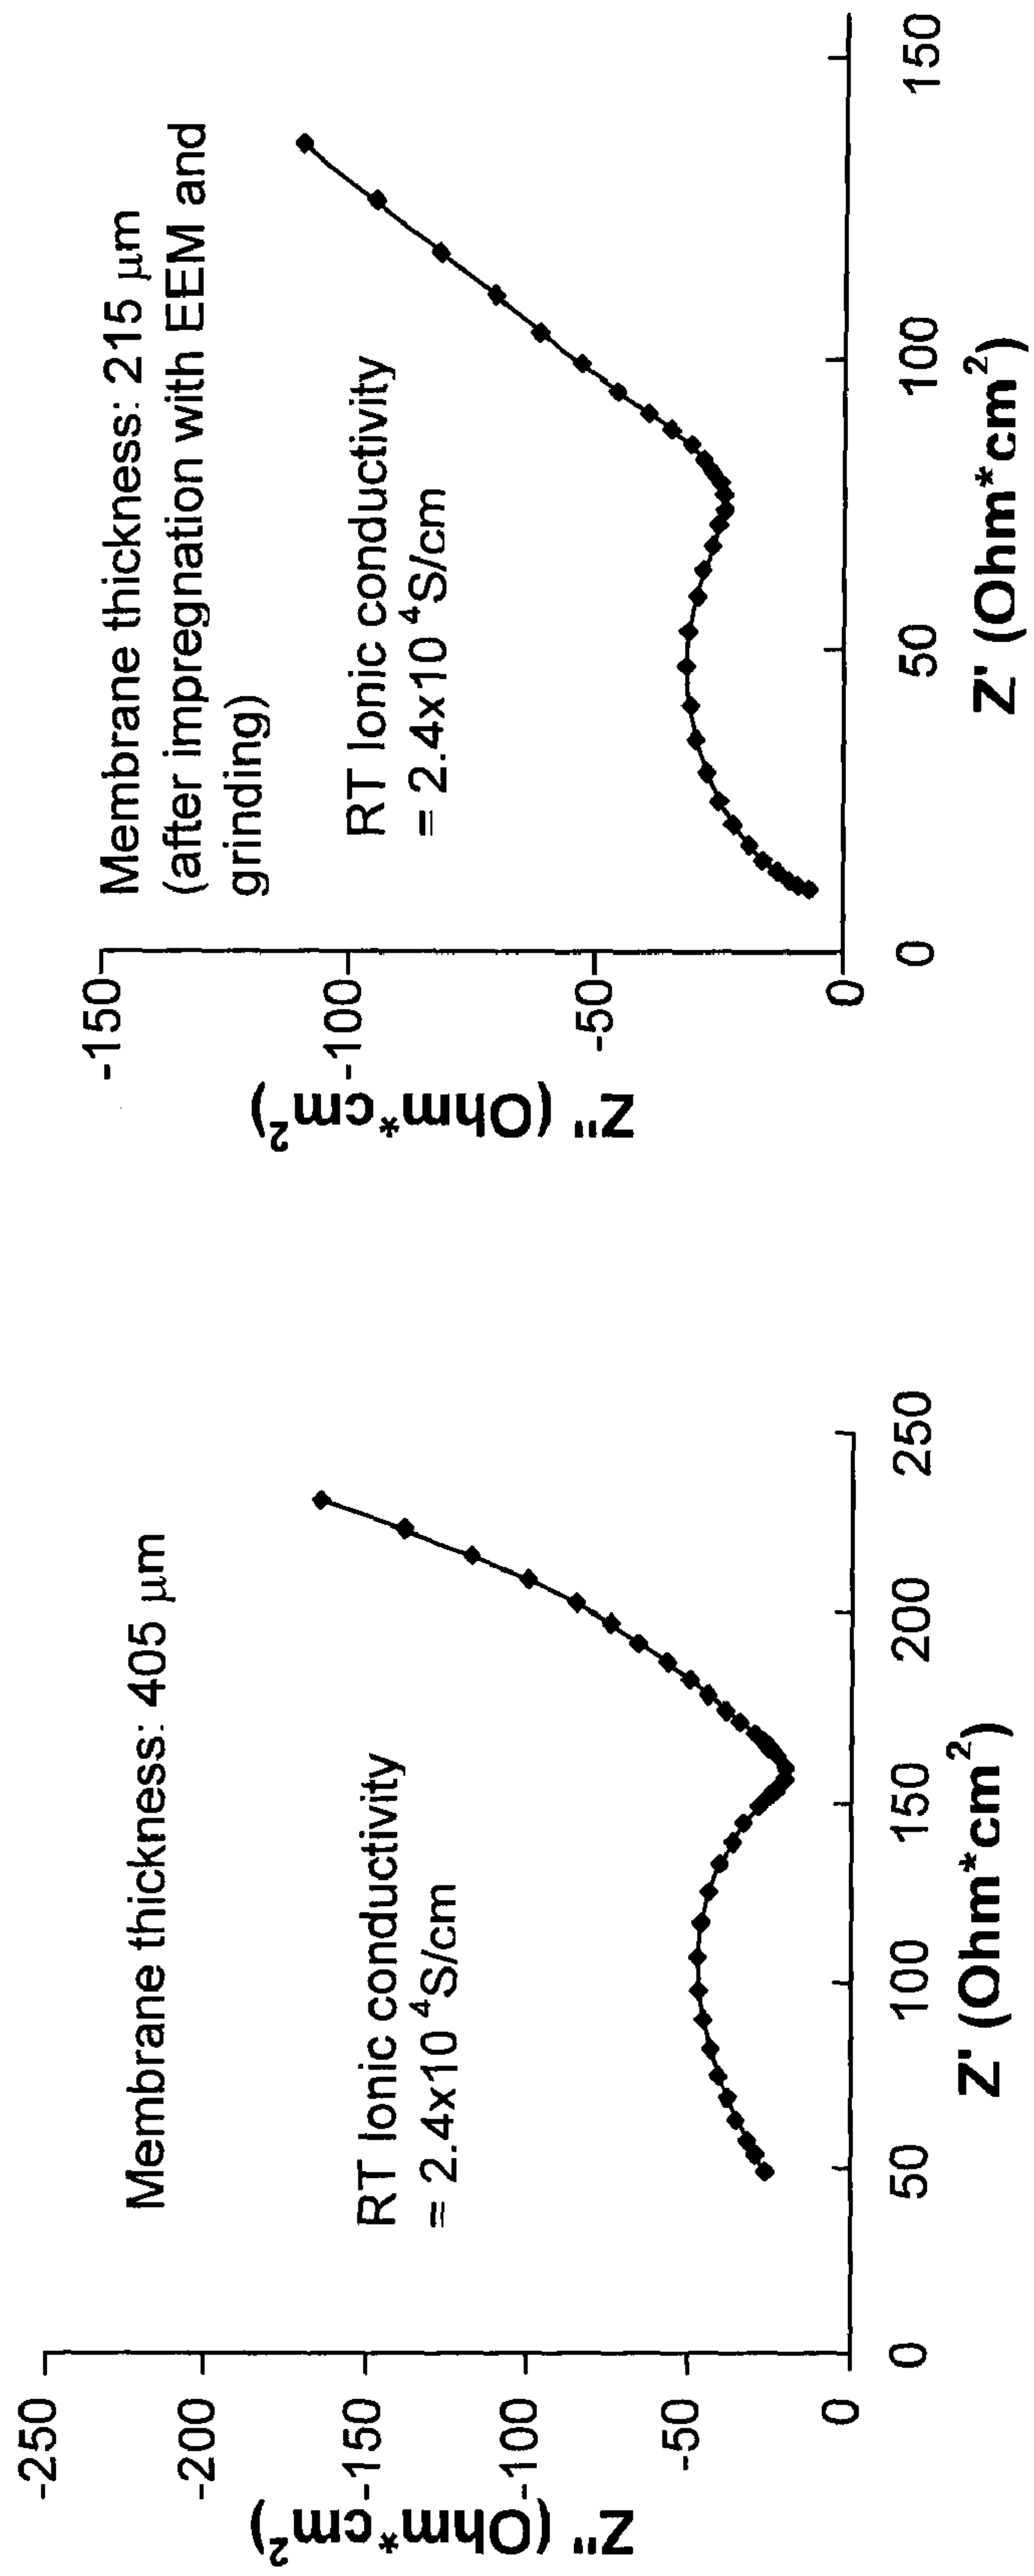 Membrane thickness: 405 μm
RT Ionic conductivity
= 2.4x10 4S/cm
Z'' (Ohm*cm2)
-250
-200
-150
-100
-50
0
0
50
100
150
200
250
Z' (Ohm*cm2)
Membrane thickness: 215 μm
(after impregnation with EEM and
grinding)
RT Ionic conductivity
= 2.4x10 4S/cm
Z'' (Ohm*cm2)
-150
-100
-50
0
0
50
100
150
Z' (Ohm*cm2)